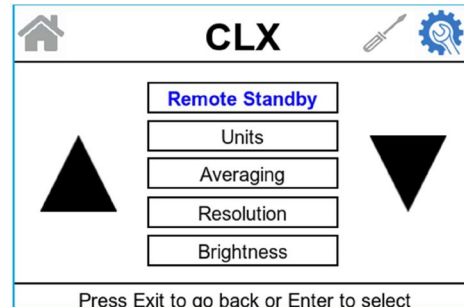 CLX
Remote Standby
Units
Averaging
Resolution
Brightness
Press Exit to go back or Enter to select